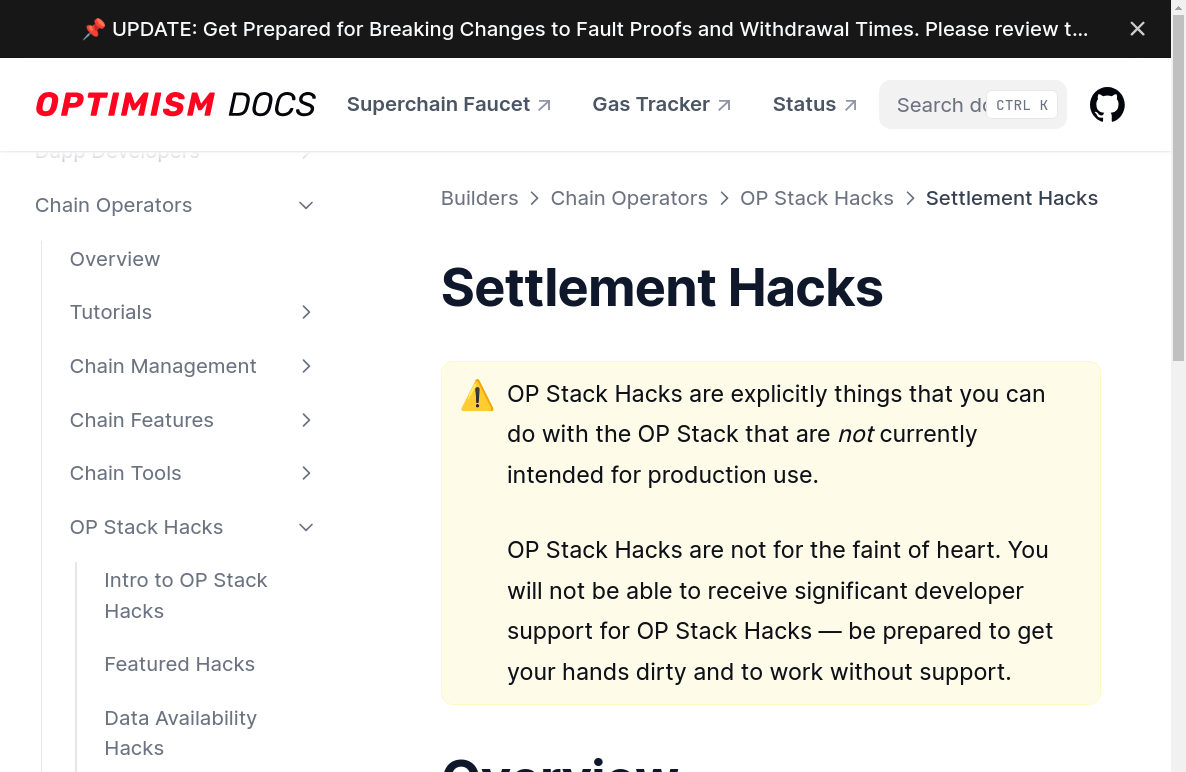 📌 UPDATE: Get Prepared for Breaking Changes to Fault Proofs and Withdrawal Times. Please review t...
OPTIMISM DOCS
Superchain Faucet
Gas Tracker
Status
Search do
CTRL K
Dapp Developers
Chain Operators
Overview
Tutorials
Chain Management
Chain Features
Chain Tools
OP Stack Hacks
Intro to OP Stack
Hacks
Featured Hacks
Data Availability
Hacks
Builders > Chain Operators > OP Stack Hacks > Settlement Hacks
Settlement Hacks
⚠️ OP Stack Hacks are explicitly things that you can
do with the OP Stack that are not currently
intended for production use.
OP Stack Hacks are not for the faint of heart. You
will not be able to receive significant developer
support for OP Stack Hacks — be prepared to get
your hands dirty and to work without support.
Overview